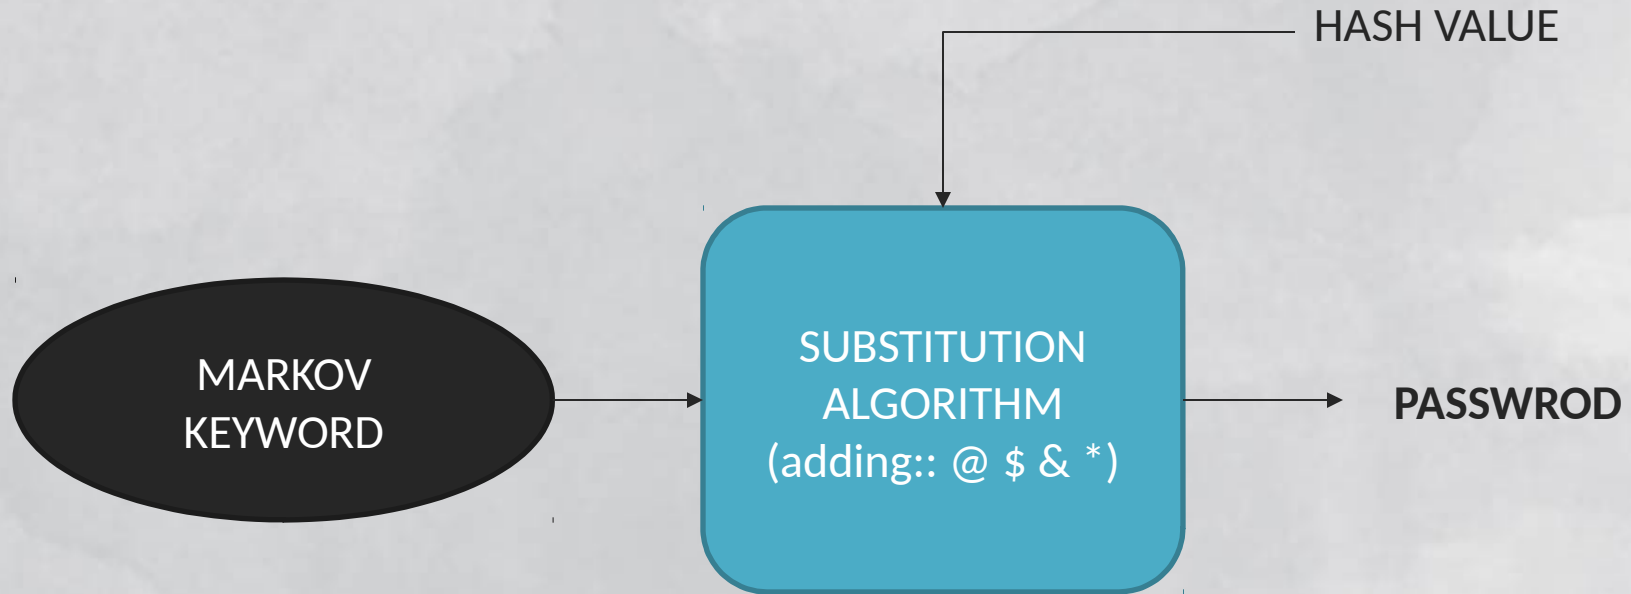 HASH VALUE
MARKOV
KEYWORD
SUBSTITUTION
ALGORITHM
(adding:: @ $ & *)
PASSWROD